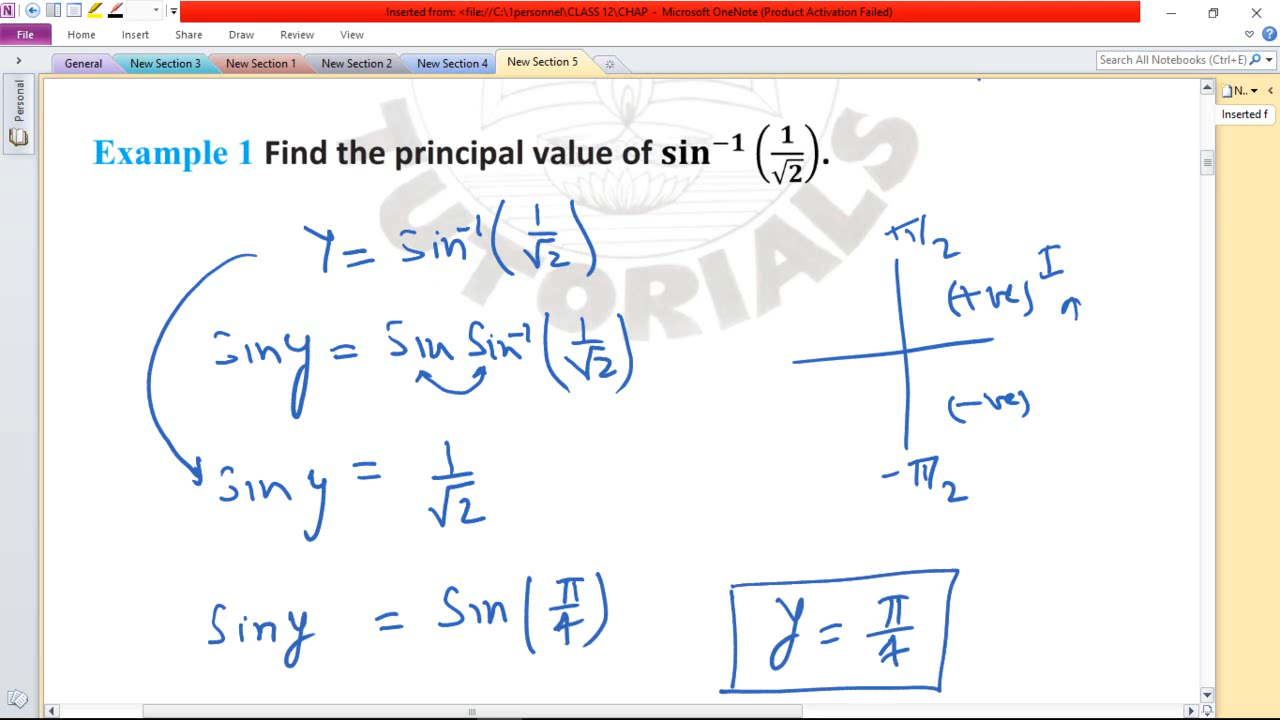 Inserted from: <file://C:\1personnel\CLASS 12\CHAP - Microsoft OneNote (Product Activation Failed)
File Home Insert Share Draw Review View
General New Section 3 New Section 1 New Section 2 New Section 4 New Section 5
Search All Notebooks (Ctrl+E)
Personal
N..
Inserted f
TUTORIALS
Example 1 Find the principal value of sin⁻¹ (1/√2).
Y = Sin⁻¹(1/√2)
Sin y = Sin Sin⁻¹(1/√2)
Sin y = 1/√2
Sin y = Sin(π/4)
y = π/4
π/2
(+ve) I
(-ve)
-π/2